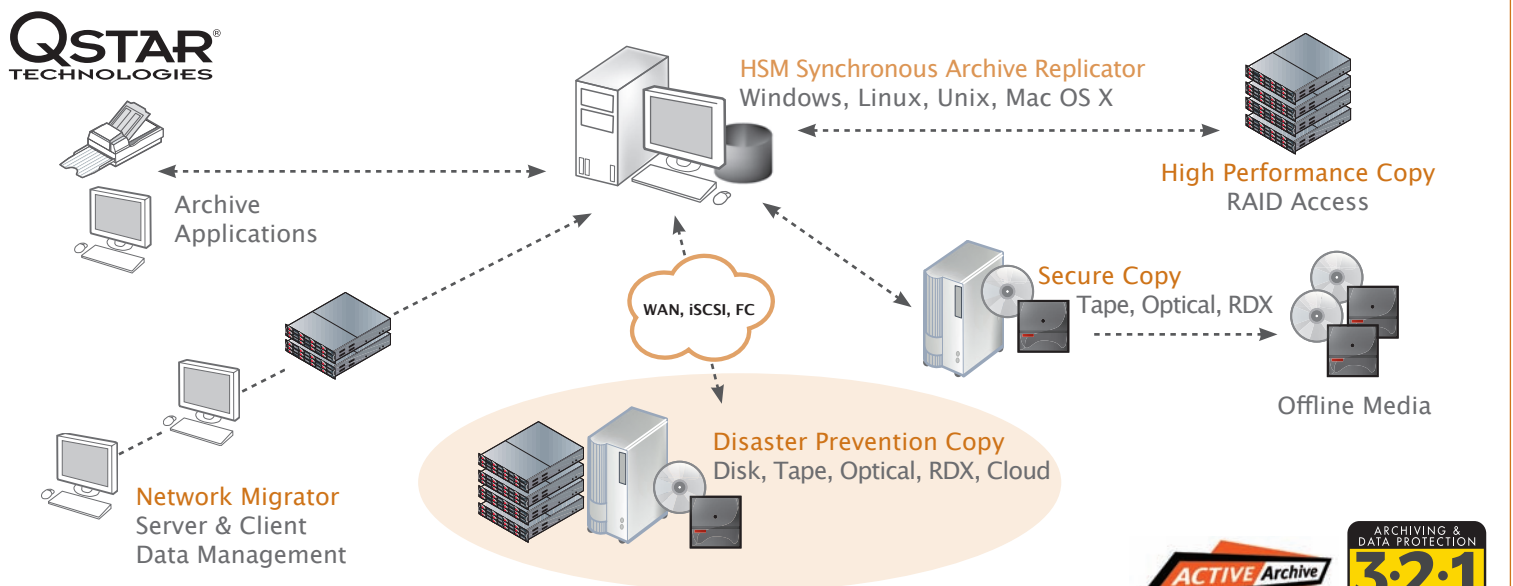 QSTAR®
TECHNOLOGIES
HSM Synchronous Archive Replicator
Windows, Linux, Unix, Mac OS X
High Performance Copy
RAID Access
Archive
Applications
WAN, iSCSI, FC
Secure Copy
Tape, Optical, RDX
Offline Media
Disaster Prevention Copy
Disk, Tape, Optical, RDX, Cloud
Network Migrator
Server & Client
Data Management
ACTIVE Archive
ARCHIVING &
DATA PROTECTION
3•2•1